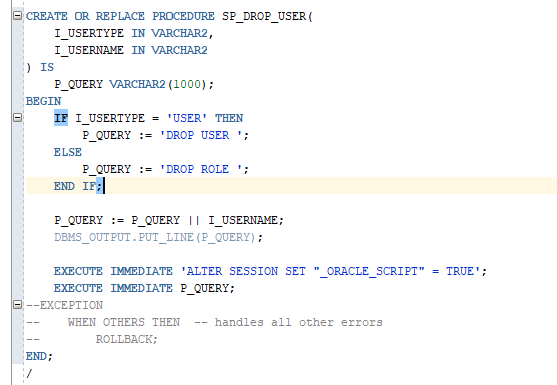 CREATE OR REPLACE PROCEDURE SP_DROP_USER(
    I_USERTYPE IN VARCHAR2,
    I_USERNAME IN VARCHAR2
) IS
    P_QUERY VARCHAR2(1000);
BEGIN
    IF I_USERTYPE = 'USER' THEN
        P_QUERY := 'DROP USER ';
    ELSE
        P_QUERY := 'DROP ROLE ';
    END IF;
    P_QUERY := P_QUERY || I_USERNAME;
    DBMS_OUTPUT.PUT_LINE(P_QUERY);
    EXECUTE IMMEDIATE 'ALTER SESSION SET "_ORACLE_SCRIPT" = TRUE';
    EXECUTE IMMEDIATE P_QUERY;
--EXCEPTION
--    WHEN OTHERS THEN  -- handles all other errors
--        ROLLBACK;
END;
/